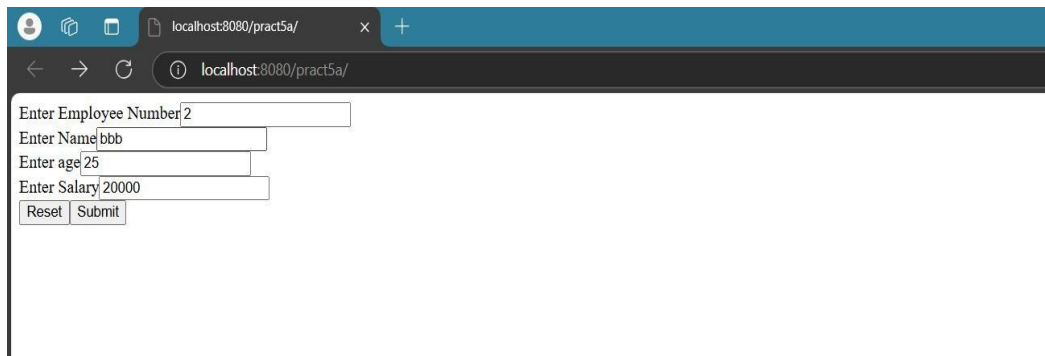 localhost:8080/pract5a/
localhost:8080/pract5a/
Enter Employee Number 2
Enter Name bbb
Enter age 25
Enter Salary 20000
Reset Submit